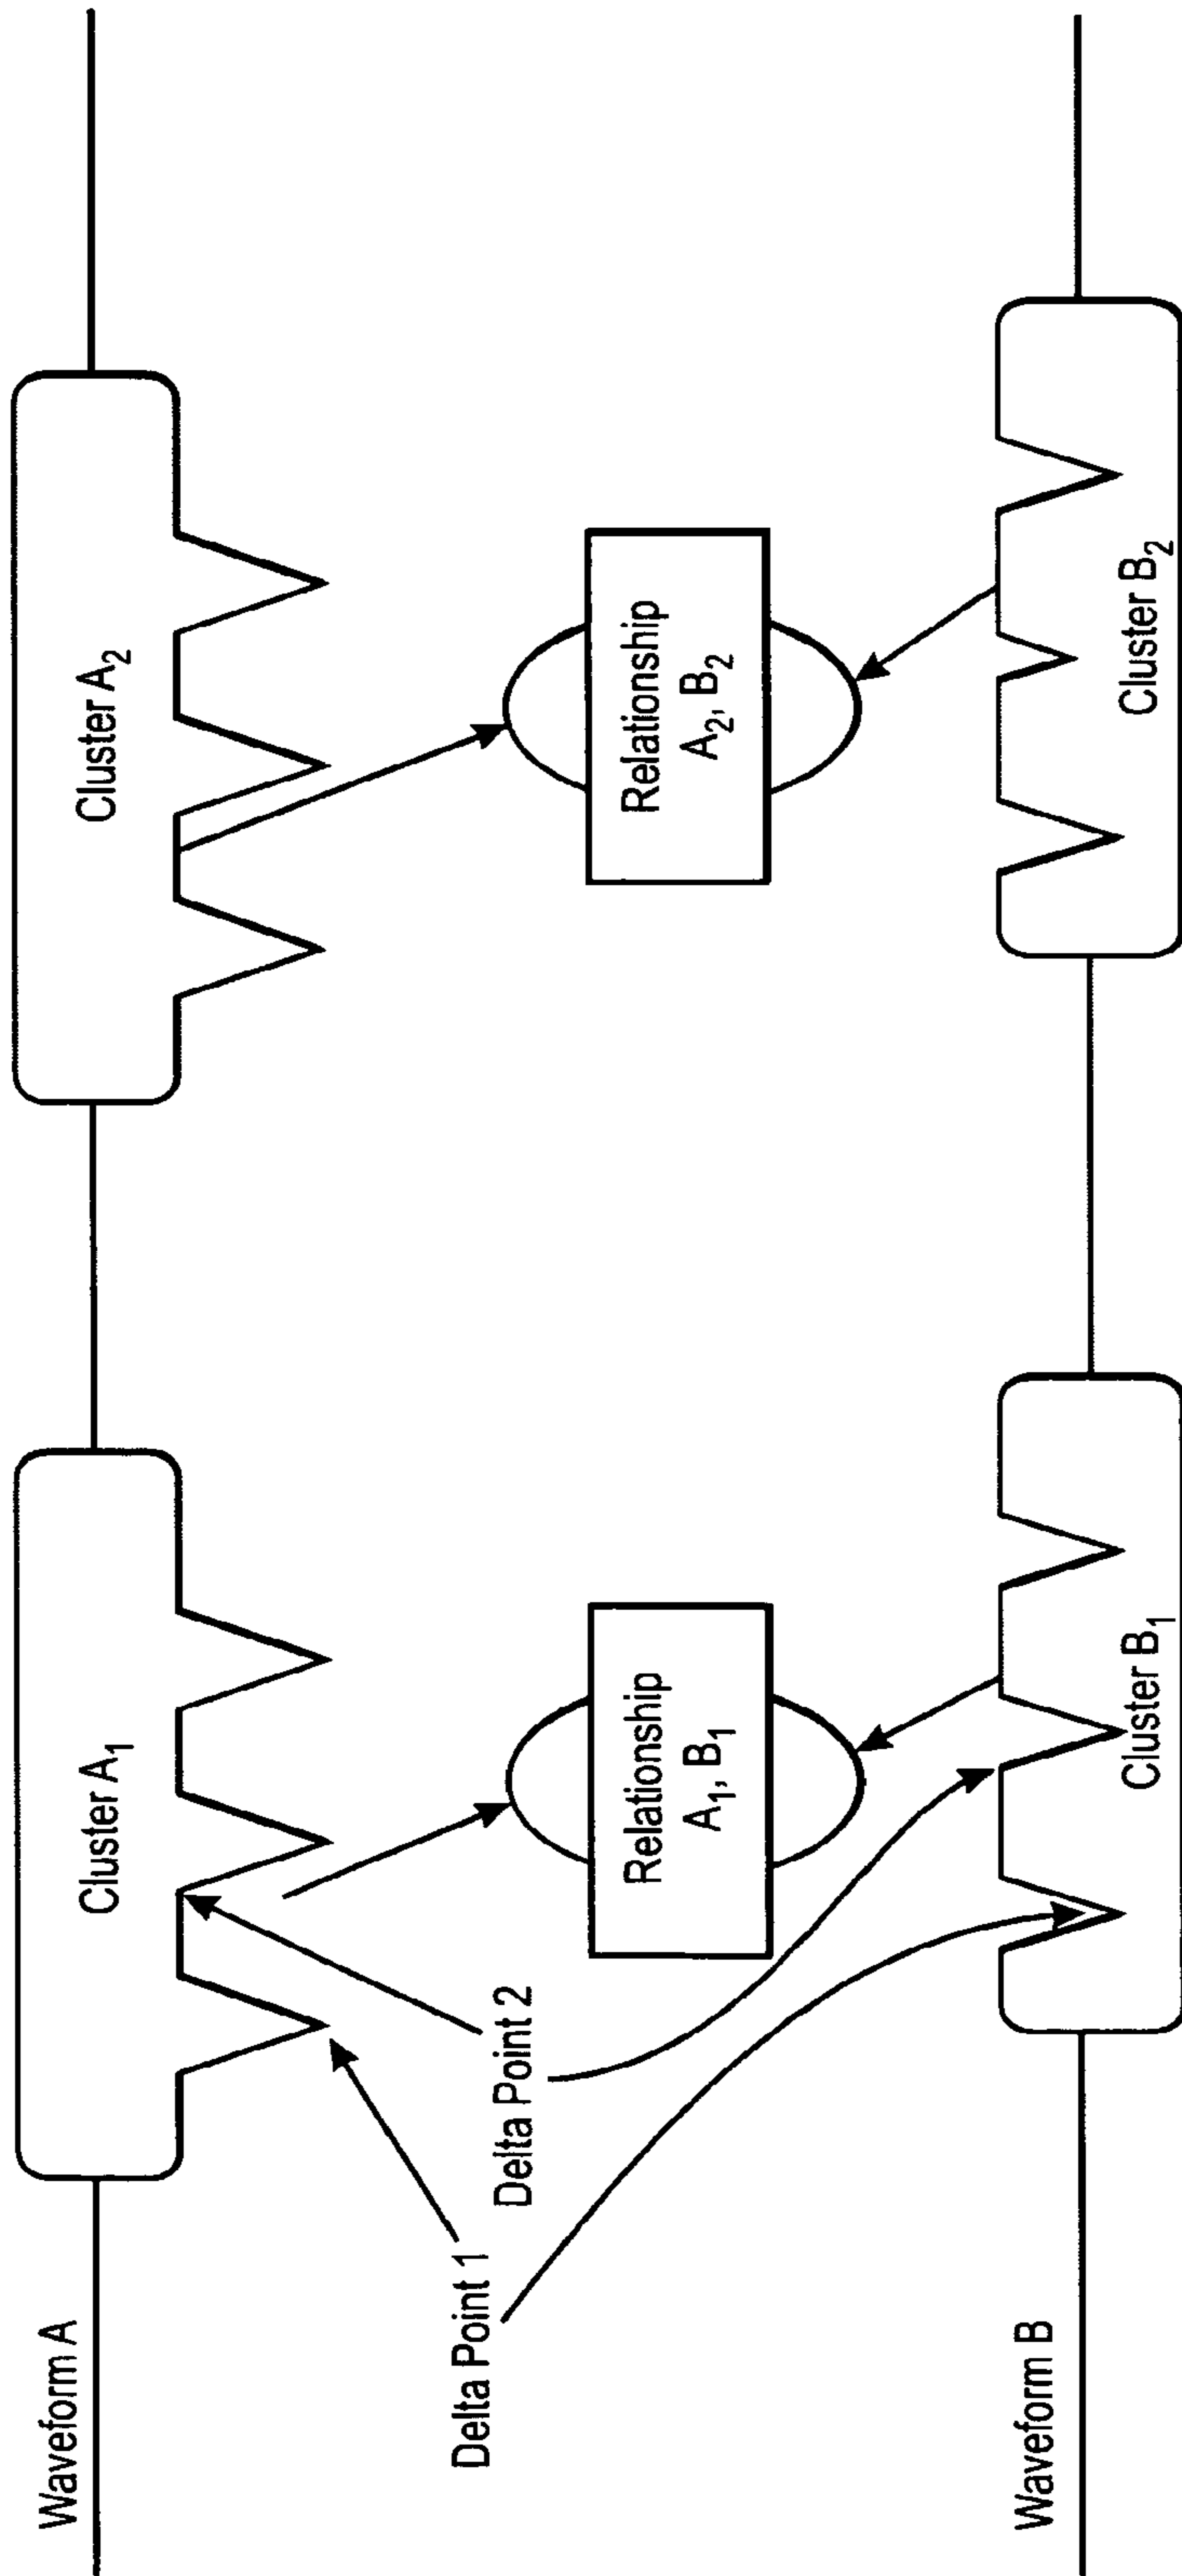 Waveform A
Cluster A₁
Cluster A₂
Delta Point 1
Delta Point 2
Relationship
A₁, B₁
Relationship
A₂, B₂
Waveform B
Cluster B₁
Cluster B₂